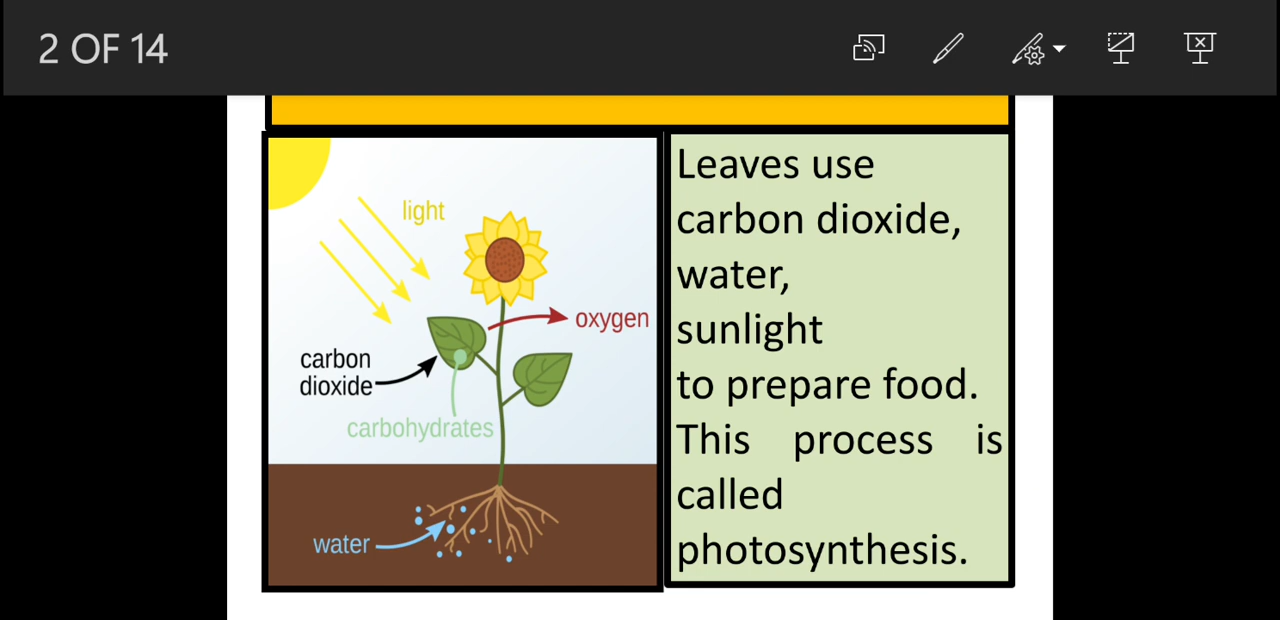 2 OF 14
light
oxygen
carbon
dioxide
carbohydrates
water
Leaves use
carbon dioxide,
water,
sunlight
to prepare food.
This process is
called
photosynthesis.